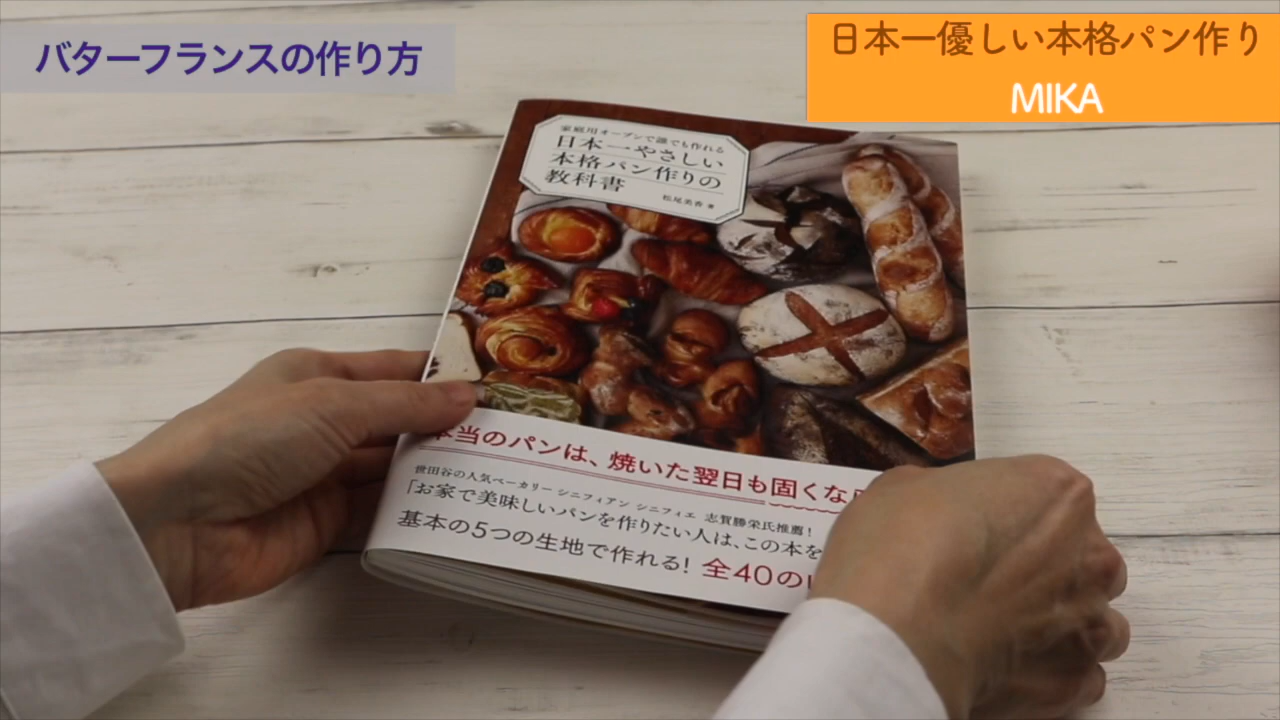 バターフランスの作り方
日本一優しい本格パン作り
MIKA
家庭用オーブンで誰でも作れる
日本一やさしい
本格パン作りの
教科書
松尾美香 著
本当のパンは、焼いた翌日も固くな
世田谷の人気ベーカリー シニフィアン シニフィエ 志賀勝栄氏推薦!
「お家で美味しいパンを作りたい人は、この本を
基本の5つの生地で作れる! 全40の